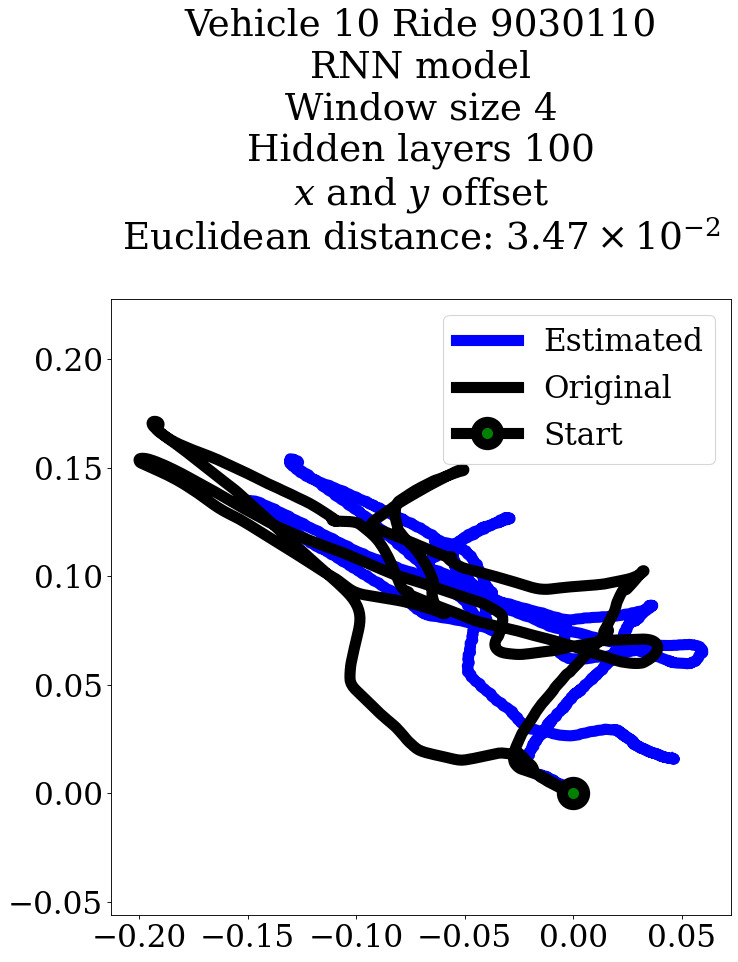 Vehicle 10 Ride 9030110
RNN model
Window size 4
Hidden layers 100
x and y offset
Euclidean distance: 3.47 × 10⁻²
Estimated
Original
Start
0.20
0.15
0.10
0.05
0.00
−0.05
−0.20 −0.15 −0.10 −0.05 0.00 0.05